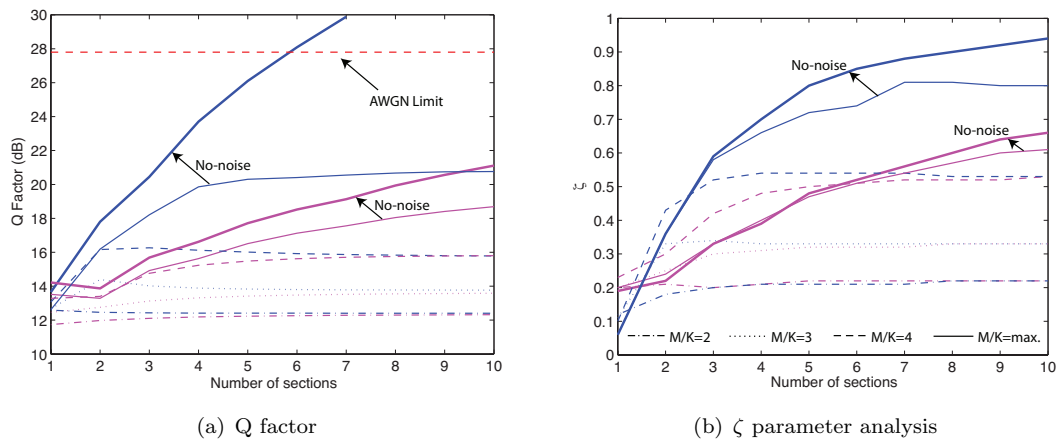 30
28
26
24
22
20
18
16
14
12
10
Q Factor (dB)
AWGN Limit
No-noise
No-noise
1 2 3 4 5 6 7 8 9 10
Number of sections
(a) Q factor
1
0.9
0.8
0.7
0.6
0.5
0.4
0.3
0.2
0.1
0
ζ
No-noise
No-noise
M/K=2 M/K=3 M/K=4 M/K=max.
1 2 3 4 5 6 7 8 9 10
Number of sections
(b) ζ parameter analysis